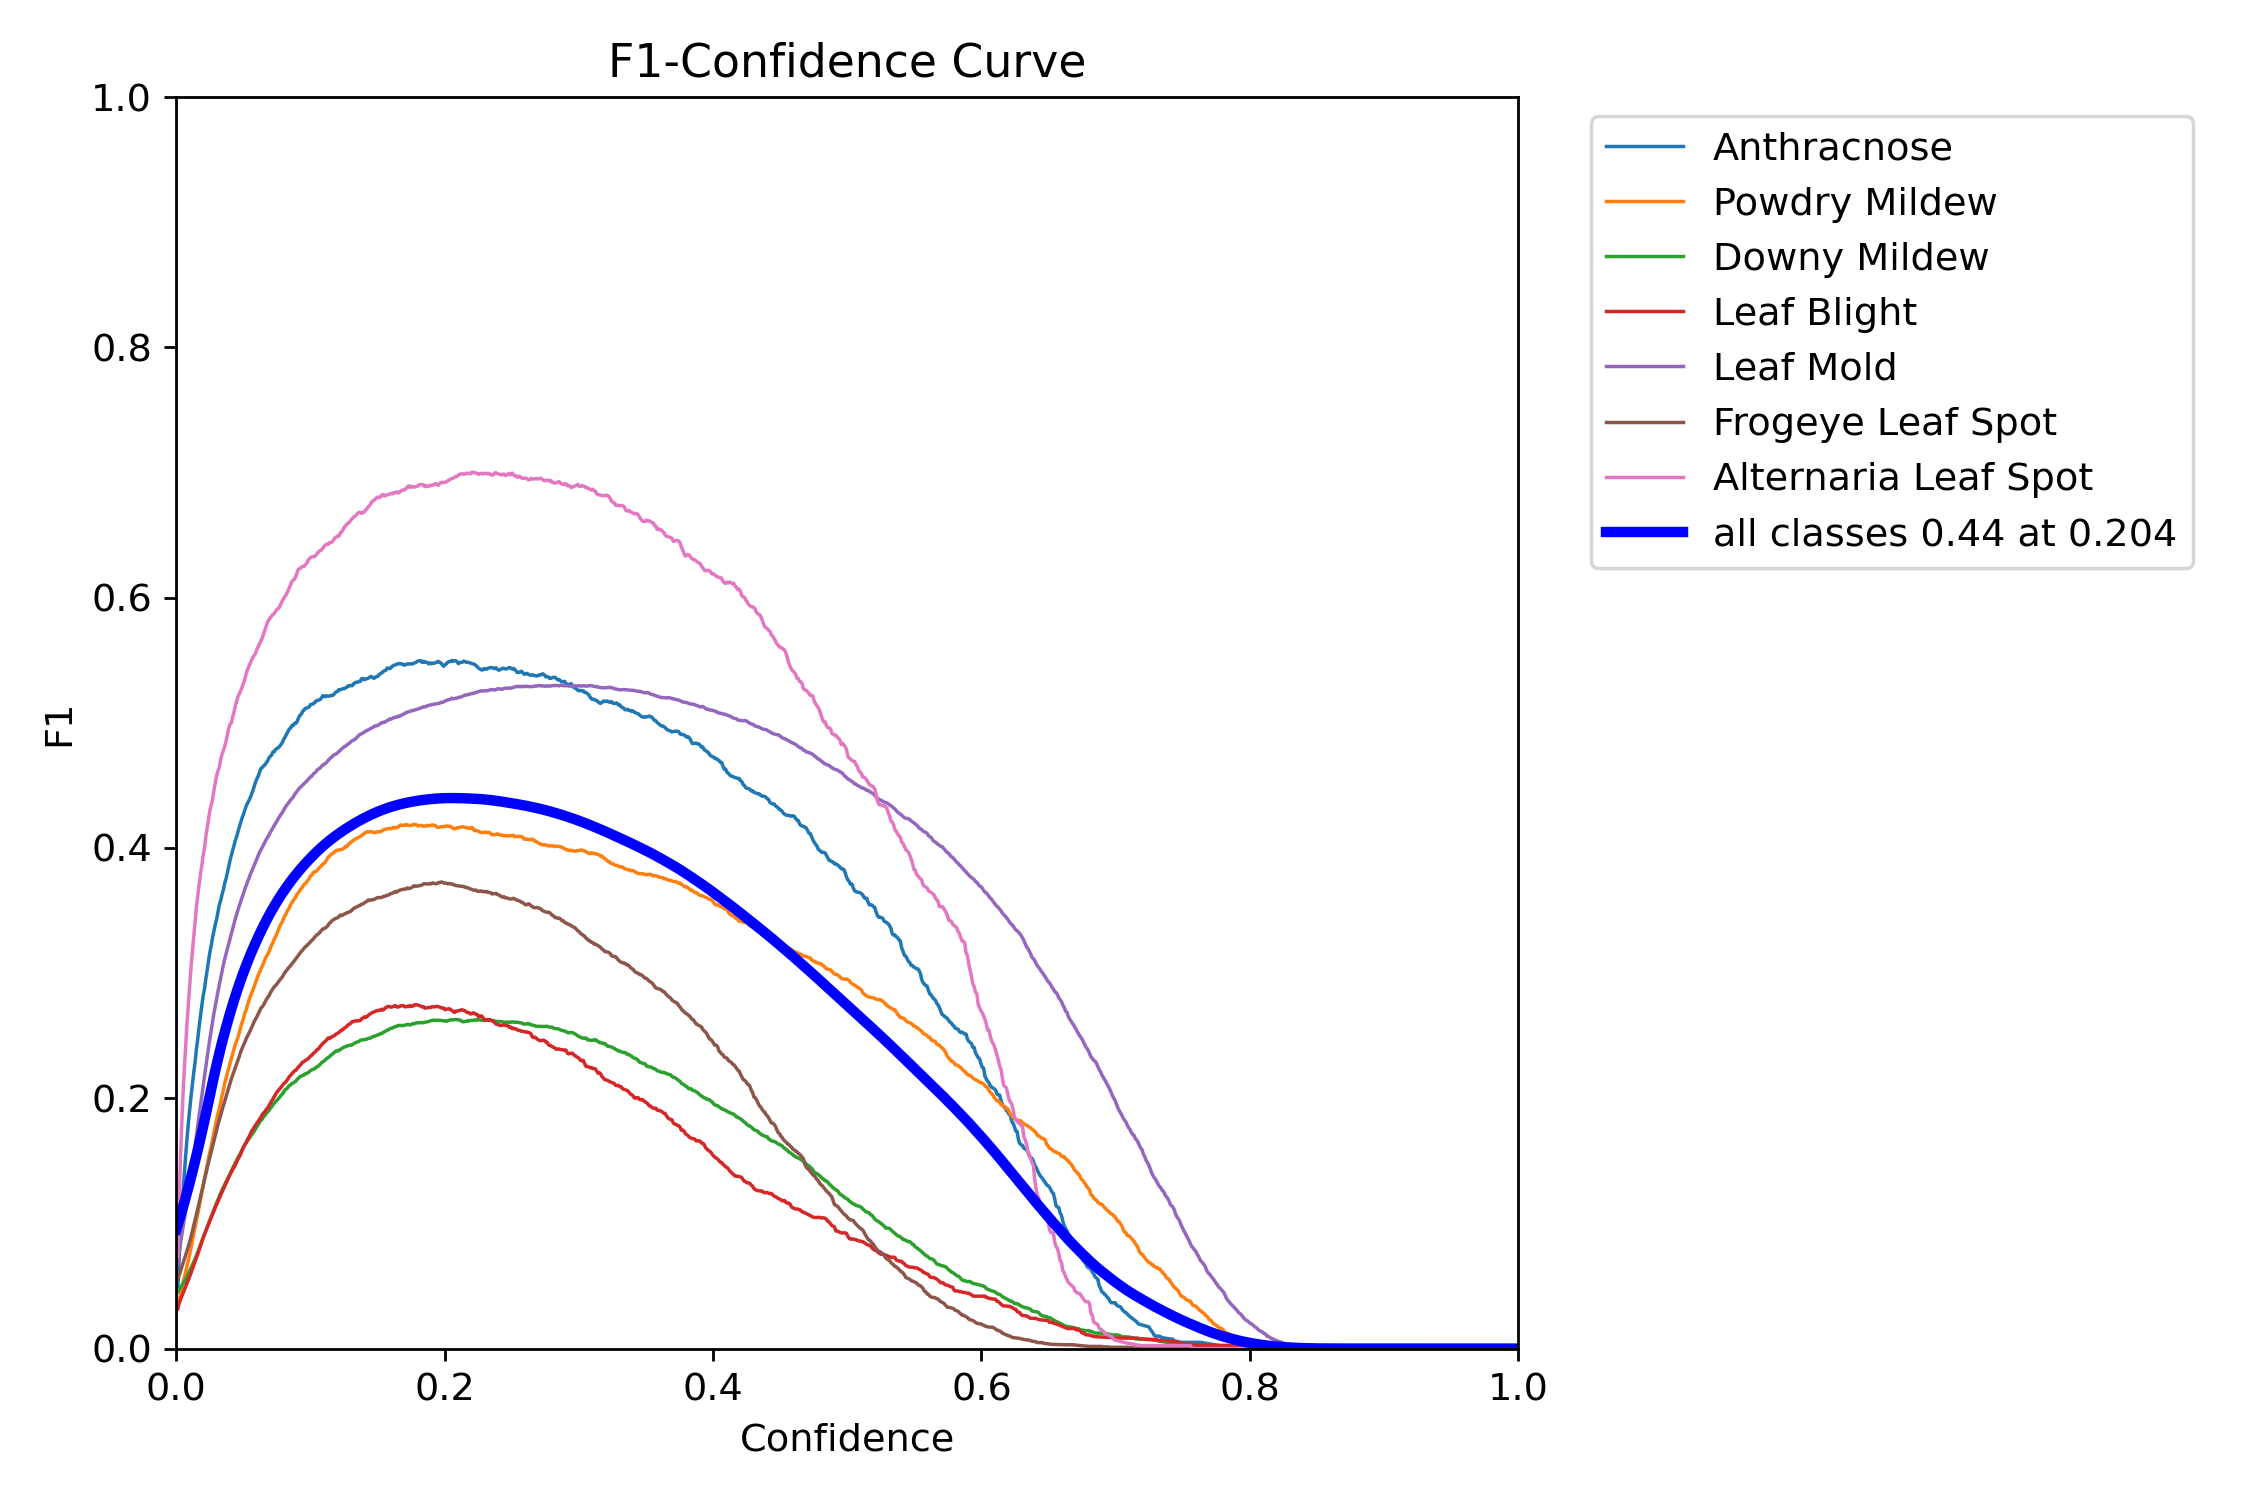 F1-Confidence Curve
1.0
0.8
0.6
0.4
0.2
0.0
F1
0.0 0.2 0.4 0.6 0.8 1.0
Confidence
Anthracnose
Powdry Mildew
Downy Mildew
Leaf Blight
Leaf Mold
Frogeye Leaf Spot
Alternaria Leaf Spot
all classes 0.44 at 0.204